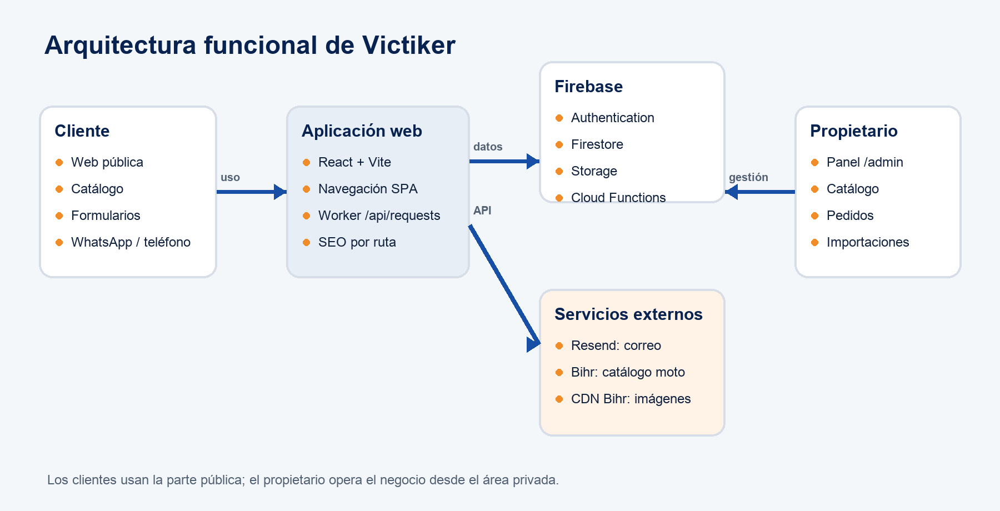 Arquitectura funcional de Victiker
Cliente
Web pública
Catálogo
Formularios
WhatsApp / teléfono
uso
Aplicación web
React + Vite
Navegación SPA
Worker /api/requests
SEO por ruta
datos
API
Firebase
Authentication
Firestore
Storage
Cloud Functions
gestión
Propietario
Panel /admin
Catálogo
Pedidos
Importaciones
Servicios externos
Resend: correo
Bihr: catálogo moto
CDN Bihr: imágenes
Los clientes usan la parte pública; el propietario opera el negocio desde el área privada.